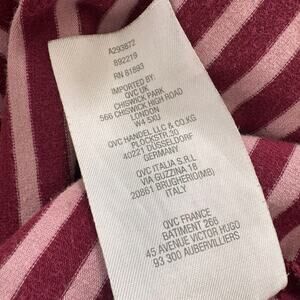 A293872
892219
RN 81893
IMPORTED BY:
QVC UK
CHISWICK PARK
566 CHISWICK HIGH ROAD
LONDON
W4 5XU
QVC HANDEL LLC & CO.KG
PLOCKSTR.30
40221 DUSSELDORF
GERMANY
QVC ITALIA S.R.L
VIA GUZZINA 18
20861 BRUGHERIO(MB)
ITALY
QVC FRANCE
BATIMENT 266
45 AVENUE VICTOR HUGO
93 300 AUBERVILLIERS